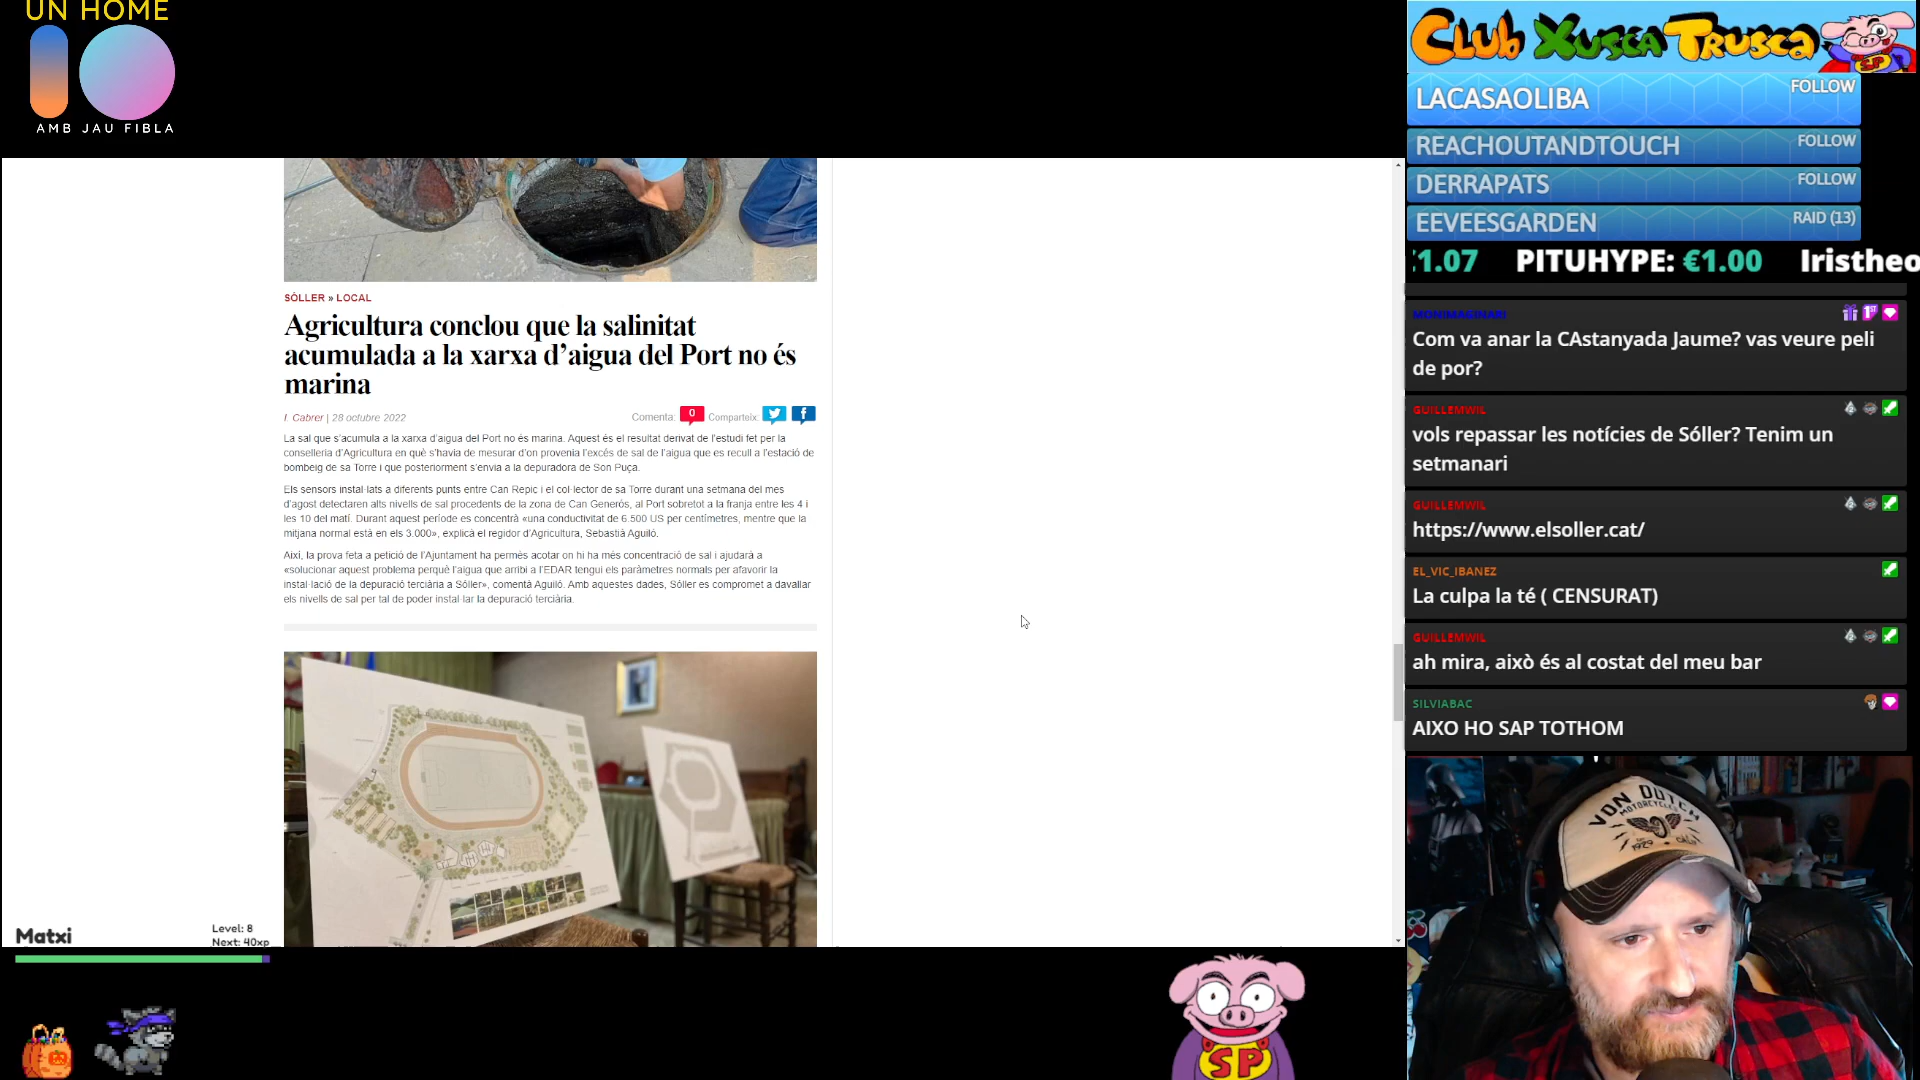 UN HOME
10
AMB JAU FIBLA
SÓLLER » LOCAL
Agricultura conclou que la salinitat
acumulada a la xarxa d’aigua del Port no és
marina
I. Cabrer | 28 octubre 2022
Comenta: 0 Comparteix:
La sal que s’acumula a la xarxa d’aigua del Port no és marina. Aquest és el resultat derivat de l’estudi fet per la
conselleria d’Agricultura en què s’havia de mesurar d’on provenia l’excés de sal de l’aigua que es recull a l’estació de
bombeig de sa Torre i que posteriorment s’envia a la depuradora de Son Puça.
Els sensors instal·lats a diferents punts entre Can Repic i el col·lector de sa Torre durant una setmana del mes
d’agost detectaren alts nivells de sal procedents de la zona de Can Generós, al Port sobretot a la franja entre les 4 i
les 10 del matí. Durant aquest període es concentrà «una conductivitat de 6.500 US per centímetres, mentre que la
mitjana normal està en els 3.000», explicà el regidor d’Agricultura, Sebastià Aguiló.
Així, la prova feta a petició de l’Ajuntament ha permès acotar on hi ha més concentració de sal i ajudarà a
«solucionar aquest problema perquè l’aigua que arribi a l’EDAR tengui els paràmetres normals per afavorir la
instal·lació de la depuració terciària a Sóller», comentà Aguiló. Amb aquestes dades, Sóller es compromet a davallar
els nivells de sal per tal de poder instal·lar la depuració terciària.
Matxi
Level: 8
Next: 40xp
SP
CLUB XUSCA TRUSCA
SP
LACASAOLIBA FOLLOW
REACHOUTANDTOUCH FOLLOW
DERRAPATS FOLLOW
EEVEESGARDEN RAID (13)
1.07 PITUHYPE: €1.00 Iristheo
MONIMAGINARI
Com va anar la CAstanyada Jaume? vas veure peli
de por?
GUILLEMWIL
vols repassar les notícies de Sóller? Tenim un
setmanari
GUILLEMWIL
https://www.elsoller.cat/
EL_VIC_IBANEZ
La culpa la té ( CENSURAT)
GUILLEMWIL
ah mira, això és al costat del meu bar
SILVIABAC
AIXO HO SAP TOTHOM
VON DUTCH
MOTORCYCLES